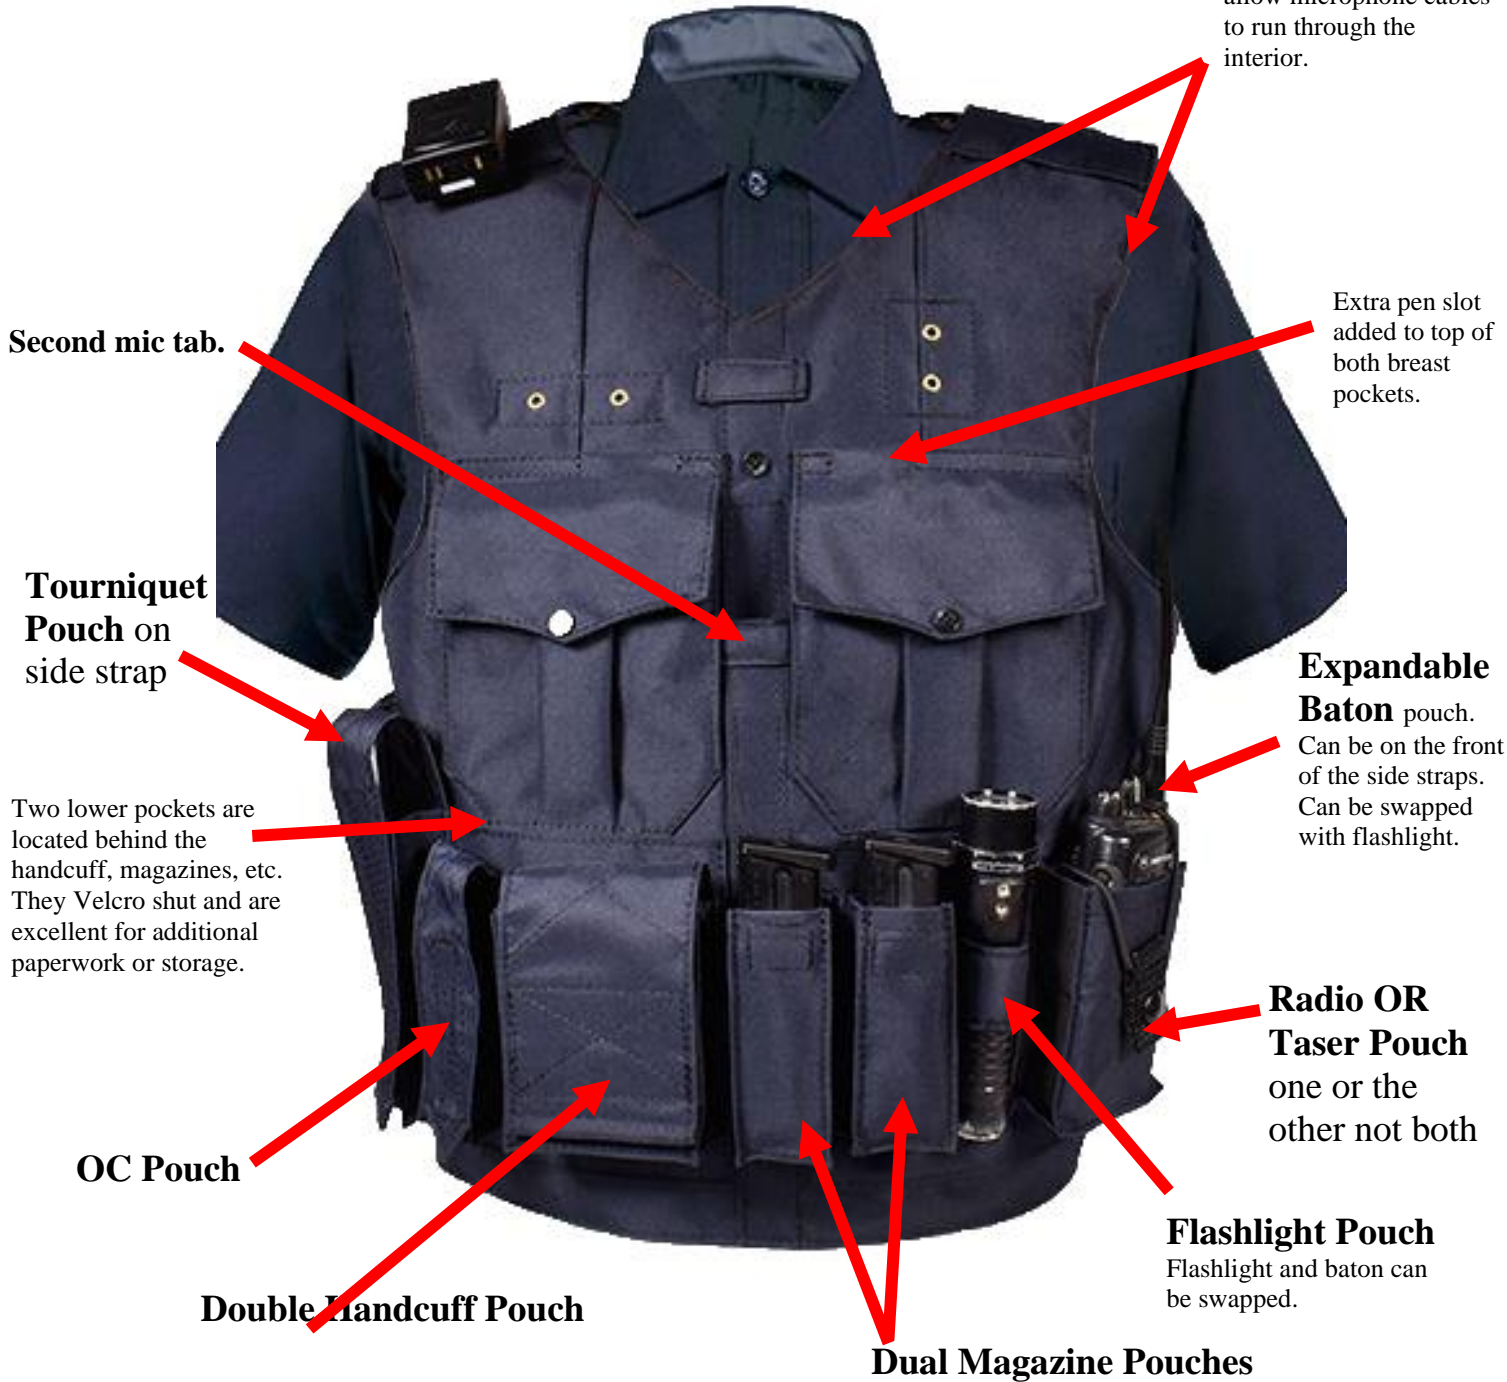 allow microphone cables
to run through the
interior.
Second mic tab.
Extra pen slot
added to top of
both breast
pockets.
Tourniquet
Pouch on
side strap
Expandable
Baton pouch.
Can be on the front
of the side straps.
Can be swapped
with flashlight.
Two lower pockets are
located behind the
handcuff, magazines, etc.
They Velcro shut and are
excellent for additional
paperwork or storage.
Radio OR
Taser Pouch
one or the
other not both
OC Pouch
Flashlight Pouch
Flashlight and baton can
be swapped.
Double Handcuff Pouch
Dual Magazine Pouches